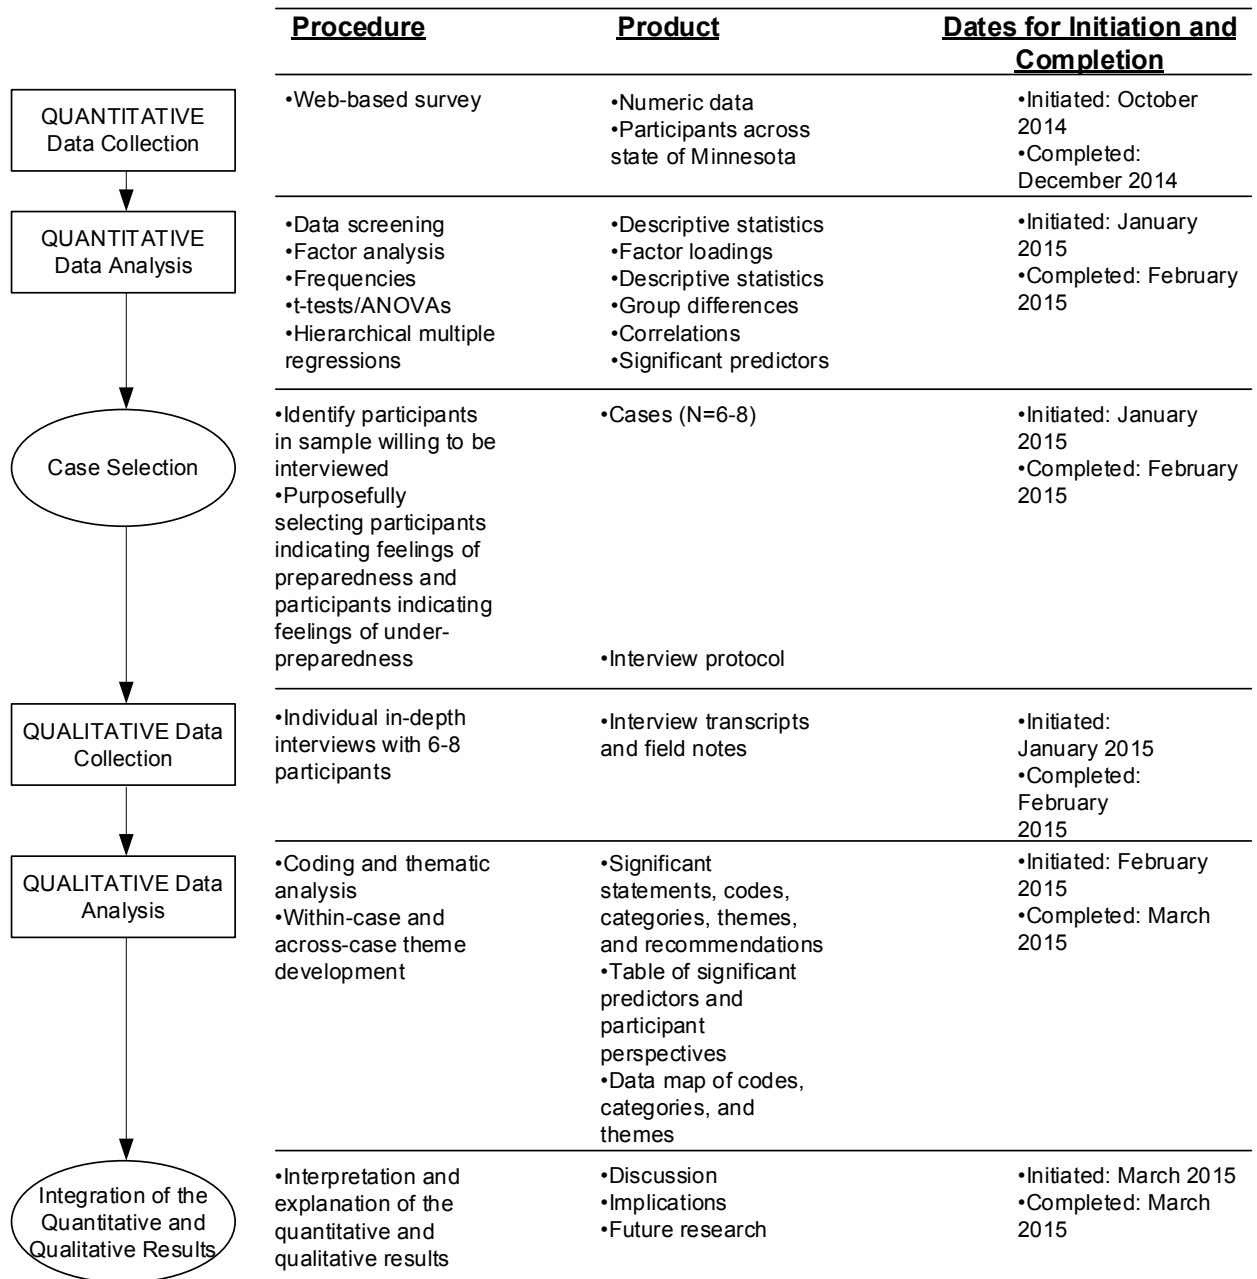 Procedure
Product
Dates for Initiation and
Completion
QUANTITATIVE
Data Collection
•Web-based survey
•Numeric data
•Participants across
state of Minnesota
•Initiated: October
2014
•Completed:
December 2014
QUANTITATIVE
Data Analysis
•Data screening
•Factor analysis
•Frequencies
•t-tests/ANOVAs
•Hierarchical multiple
regressions
•Descriptive statistics
•Factor loadings
•Descriptive statistics
•Group differences
•Correlations
•Significant predictors
•Initiated: January
2015
•Completed: February
2015
Case Selection
•Identify participants
in sample willing to be
interviewed
•Purposefully
selecting participants
indicating feelings of
preparedness and
participants indicating
feelings of under-
preparedness
•Cases (N=6-8)
•Interview protocol
•Initiated: January
2015
•Completed: February
2015
QUALITATIVE Data
Collection
•Individual in-depth
interviews with 6-8
participants
•Interview transcripts
and field notes
•Initiated:
January 2015
•Completed:
February
2015
QUALITATIVE Data
Analysis
•Coding and thematic
analysis
•Within-case and
across-case theme
development
•Significant
statements, codes,
categories, themes,
and recommendations
•Table of significant
predictors and
participant
perspectives
•Data map of codes,
categories, and
themes
•Initiated: February
2015
•Completed: March
2015
Integration of the
Quantitative and
Qualitative Results
•Interpretation and
explanation of the
quantitative and
qualitative results
•Discussion
•Implications
•Future research
•Initiated: March 2015
•Completed: March
2015